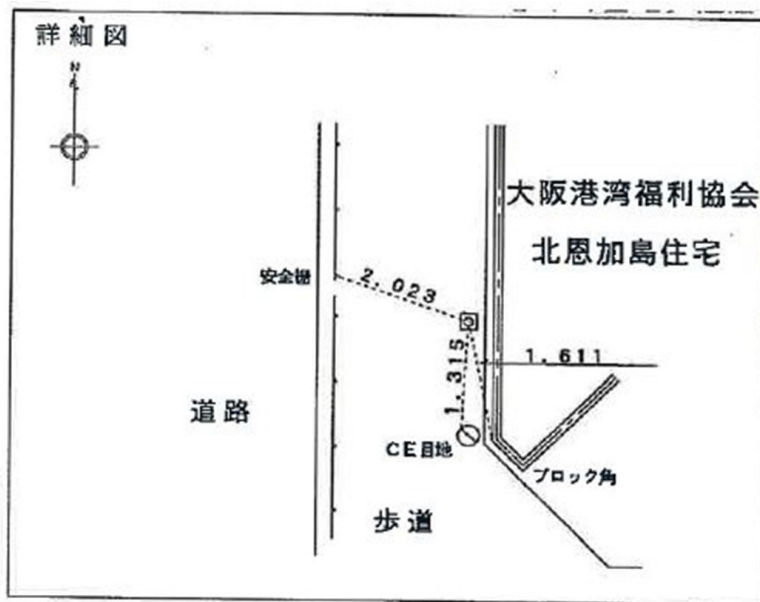 詳細図
N
大阪港湾福利協会
北恩加島住宅
安全柵
2.023
1.315
1.611
道路
CE目地
ブロック角
歩道